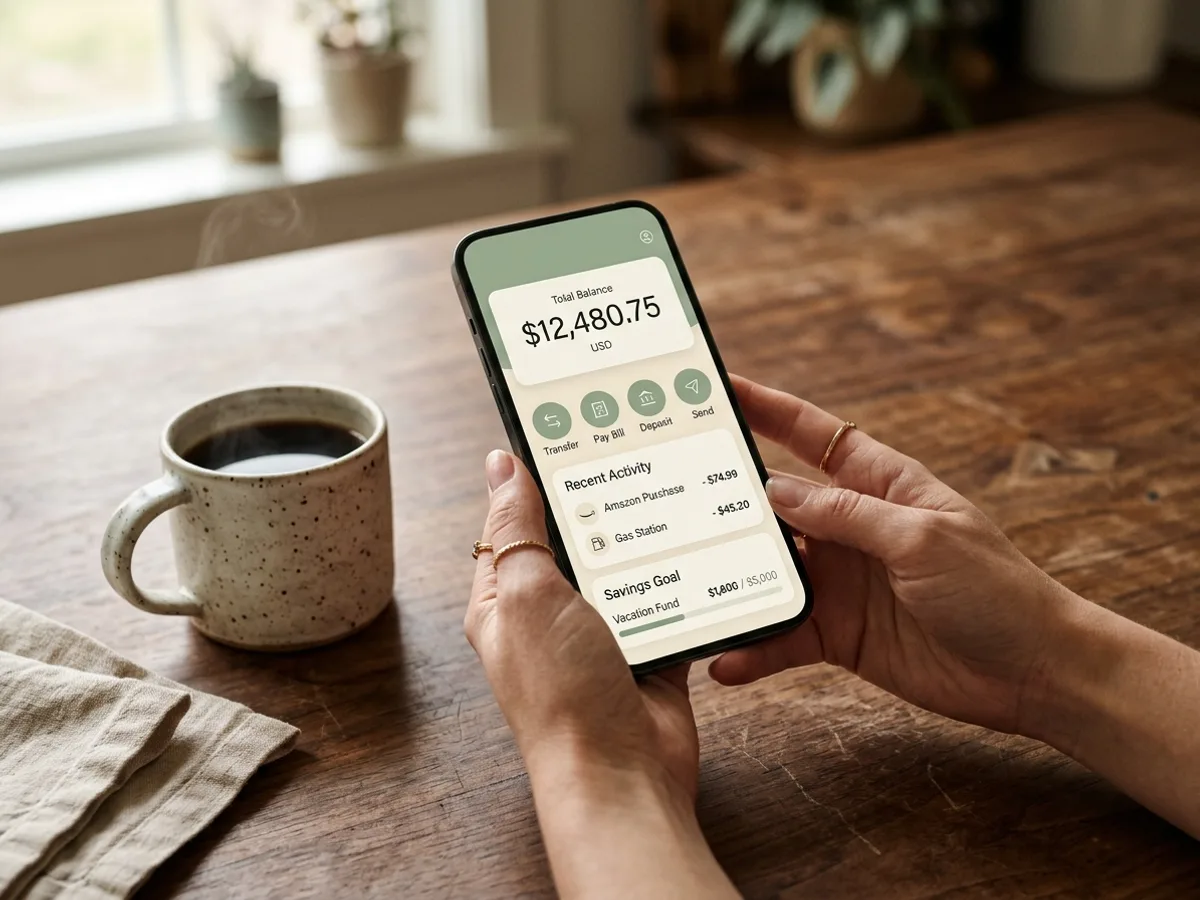 Total Balance
$12,480.75
USD
Transfer
Pay Bill
Deposit
Send
Recent Activity
Amazon Purshase - $74.99
Gas Station - $45.20
Savings Goal
Vacation Fund $1,800 / $5,000